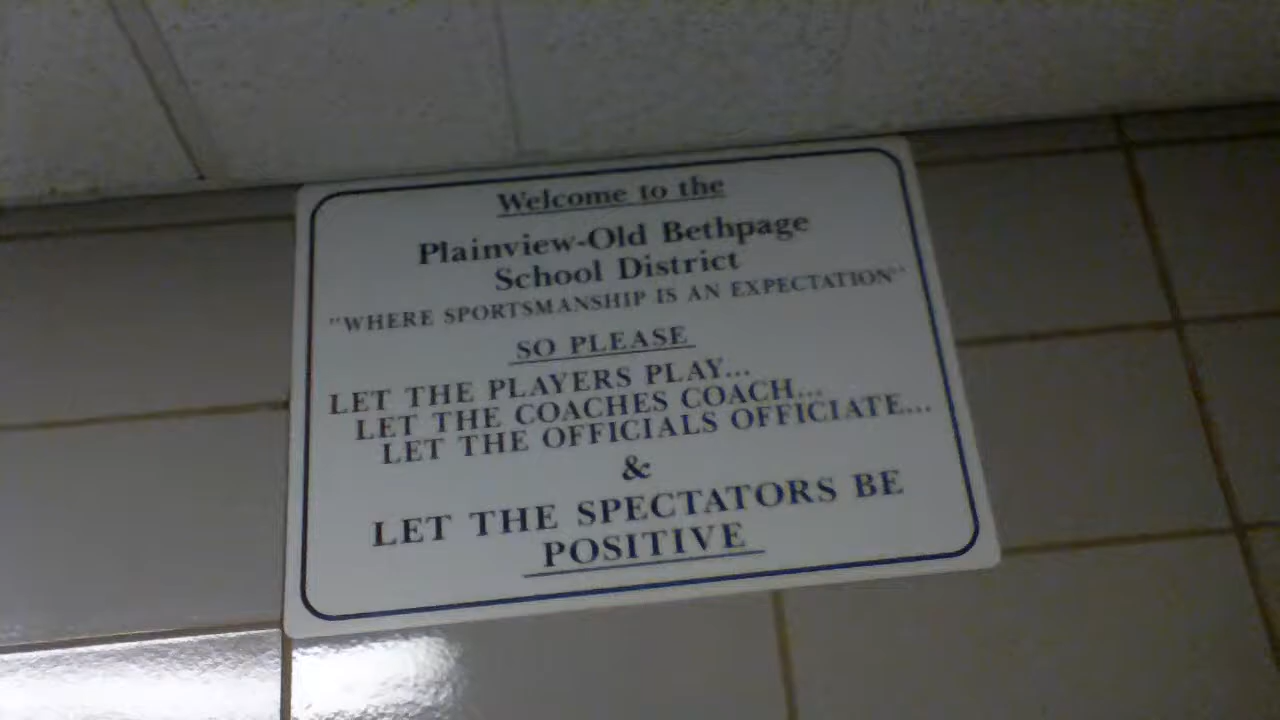 Welcome to the
Plainview-Old Bethpage
School District
"WHERE SPORTSMANSHIP IS AN EXPECTATION"
SO PLEASE
LET THE PLAYERS PLAY...
LET THE COACHES COACH...
LET THE OFFICIALS OFFICIATE...
&
LET THE SPECTATORS BE
POSITIVE